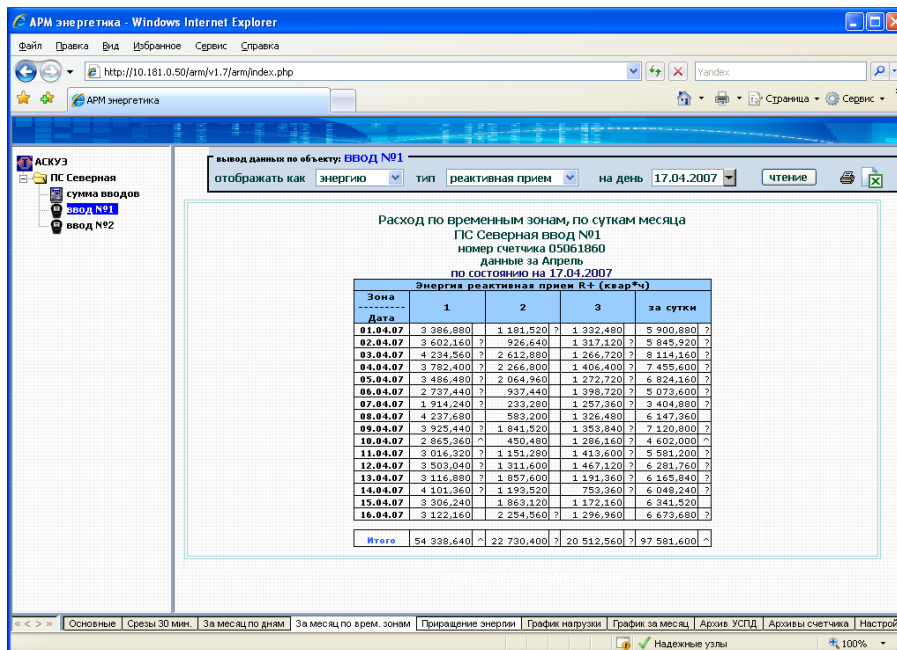 АРМ энергетика - Windows Internet Explorer
Файл Правка Вид Избранное Сервис Справка
http://10.181.0.50/arm/v1.7/arm/index.php Yandex
АРМ энергетика Страница Сервис
АСКУЭ
ПС Северная
сумма вводов
ввод №1
ввод №2
вывод данных по объекту: ВВОД №1
отображать как энергию тип реактивная прием на день 17.04.2007 чтение
Расход по временным зонам, по суткам месяца
ПС Северная ввод №1
номер счетчика 05061860
данные за Апрель
по состоянию на 17.04.2007
Энергия реактивная прием R+ (квар*ч)
Зона
---------
Дата
1 2 3 за сутки
01.04.07 3 386,880 1 181,520 ? 1 332,480 5 900,880 ?
02.04.07 3 602,160 ? 926,640 1 317,120 ? 5 845,920 ?
03.04.07 4 234,560 ? 2 612,880 1 266,720 ? 8 114,160 ?
04.04.07 3 782,400 ? 2 266,800 1 406,400 ? 7 455,600 ?
05.04.07 3 486,480 ? 2 064,960 1 272,720 ? 6 824,160 ?
06.04.07 2 737,440 ? 937,440 1 398,720 ? 5 073,600 ?
07.04.07 1 914,240 ? 233,280 1 257,360 ? 3 404,880 ?
08.04.07 4 237,680 583,200 1 326,480 6 147,360
09.04.07 3 925,440 ? 1 841,520 ? 1 353,840 ? 7 120,800 ?
10.04.07 2 865,360 ^ 450,480 1 286,160 ? 4 602,000 ^
11.04.07 3 016,320 ? 1 151,280 1 413,600 ? 5 581,200 ?
12.04.07 3 503,040 ? 1 311,600 1 467,120 ? 6 281,760 ?
13.04.07 3 116,880 ? 1 857,600 1 191,360 ? 6 165,840 ?
14.04.07 4 101,360 ? 1 193,520 753,360 ? 6 048,240 ?
15.04.07 3 306,240 1 863,120 1 172,160 6 341,520
16.04.07 3 122,160 2 254,560 ? 1 296,960 6 673,680 ?
Итого 54 338,640 ^ 22 730,400 ? 20 512,560 ? 97 581,600 ^
« < > » Основные Срезы 30 мин. За месяц по дням За месяц по врем. зонам Приращение энергии График нагрузки График за месяц Архив УСПД Архивы счетчика Настрой
Надежные узлы 100%